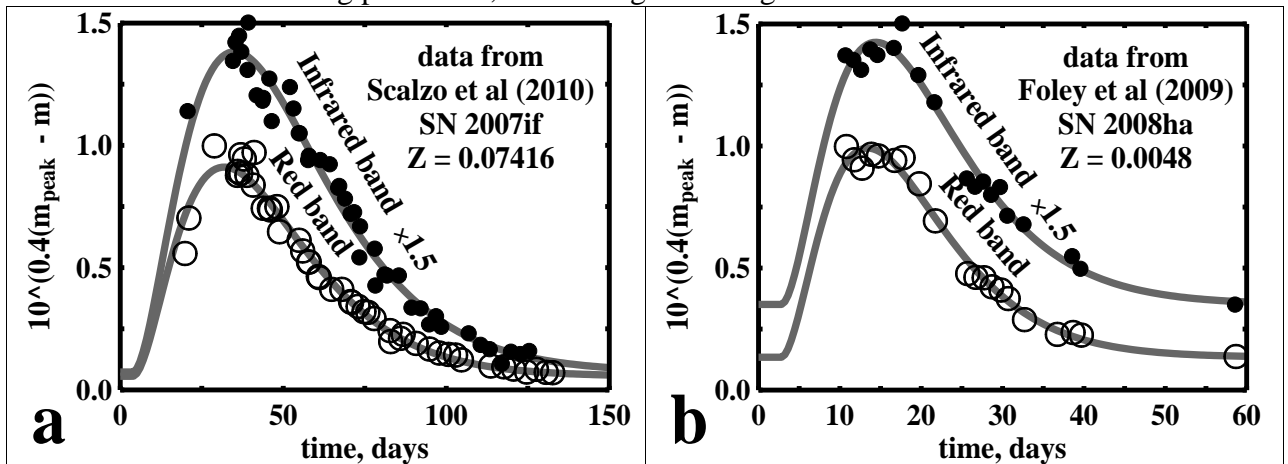 1.5
1.0
0.5
0.0
0
50
100
150
10^(0.4(mpeak - m))
time, days
Infrared band
×1.5
Red band
data from
Scalzo et al (2010)
SN 2007if
Z = 0.07416
a
1.5
1.0
0.5
0.0
0
10
20
30
40
50
60
10^(0.4(mpeak - m))
time, days
Infrared band
×1.5
Red band
data from
Foley et al (2009)
SN 2008ha
Z = 0.0048
b